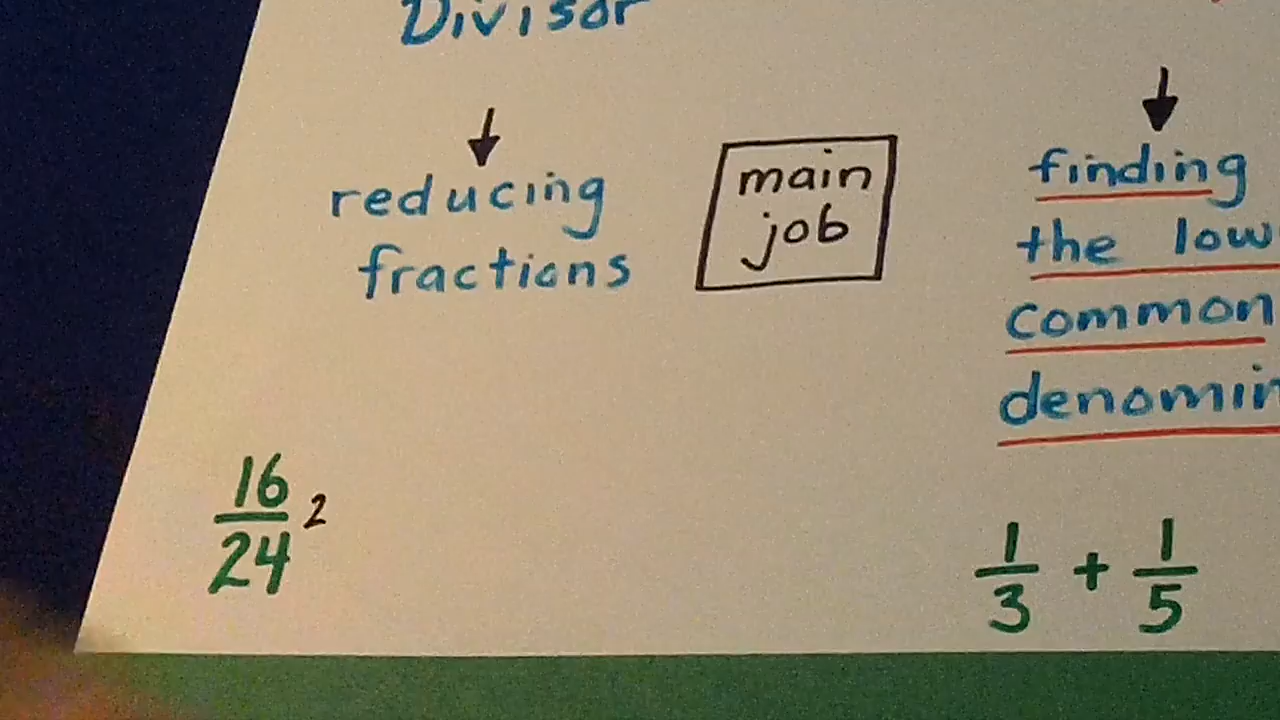 Divisor
reducing
fractions
main
job
finding
the low
common
denomin
16
24
2
1/3 + 1/5